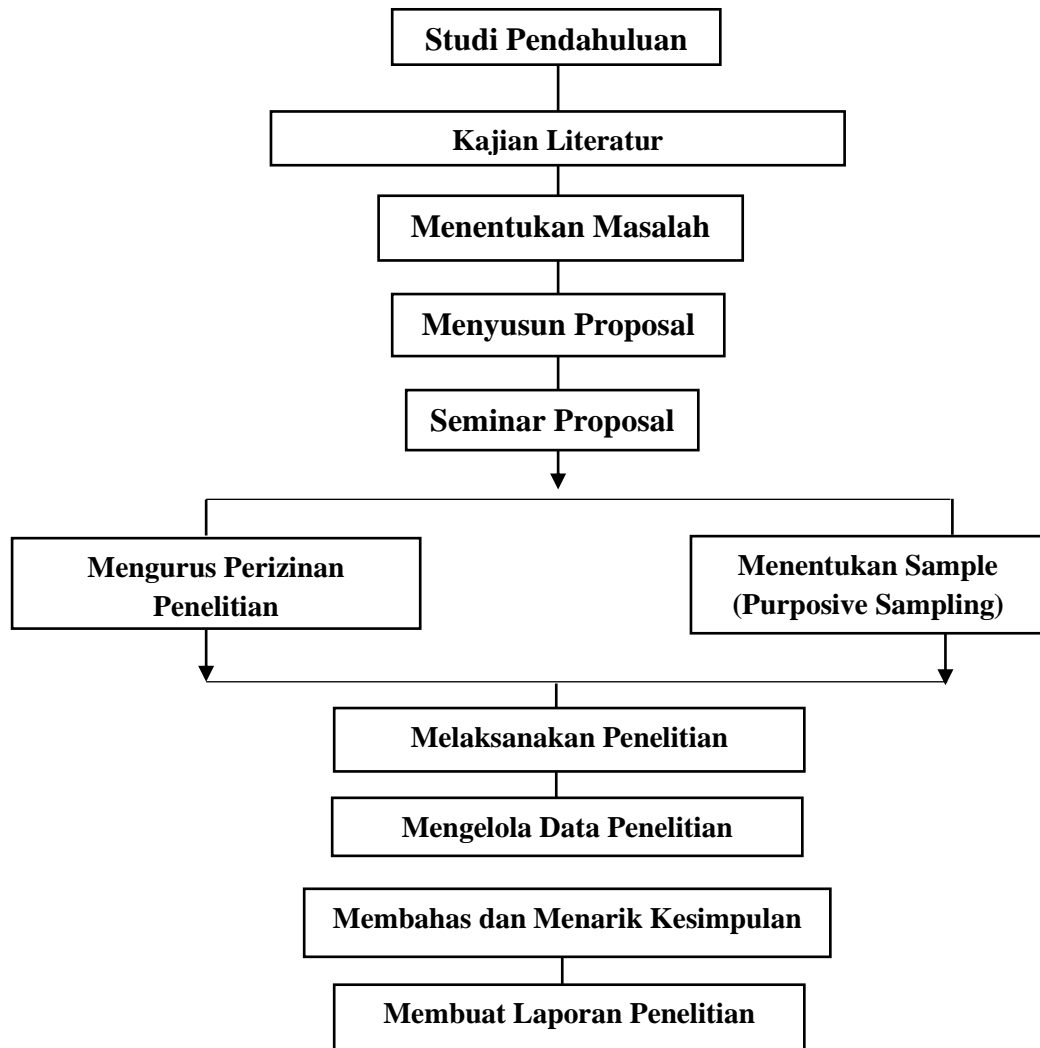 Studi Pendahuluan
Kajian Literatur
Menentukan Masalah
Menyusun Proposal
Seminar Proposal
Mengurus Perizinan
Penelitian
Menentukan Sample
(Purposive Sampling)
Melaksanakan Penelitian
Mengelola Data Penelitian
Membahas dan Menarik Kesimpulan
Membuat Laporan Penelitian